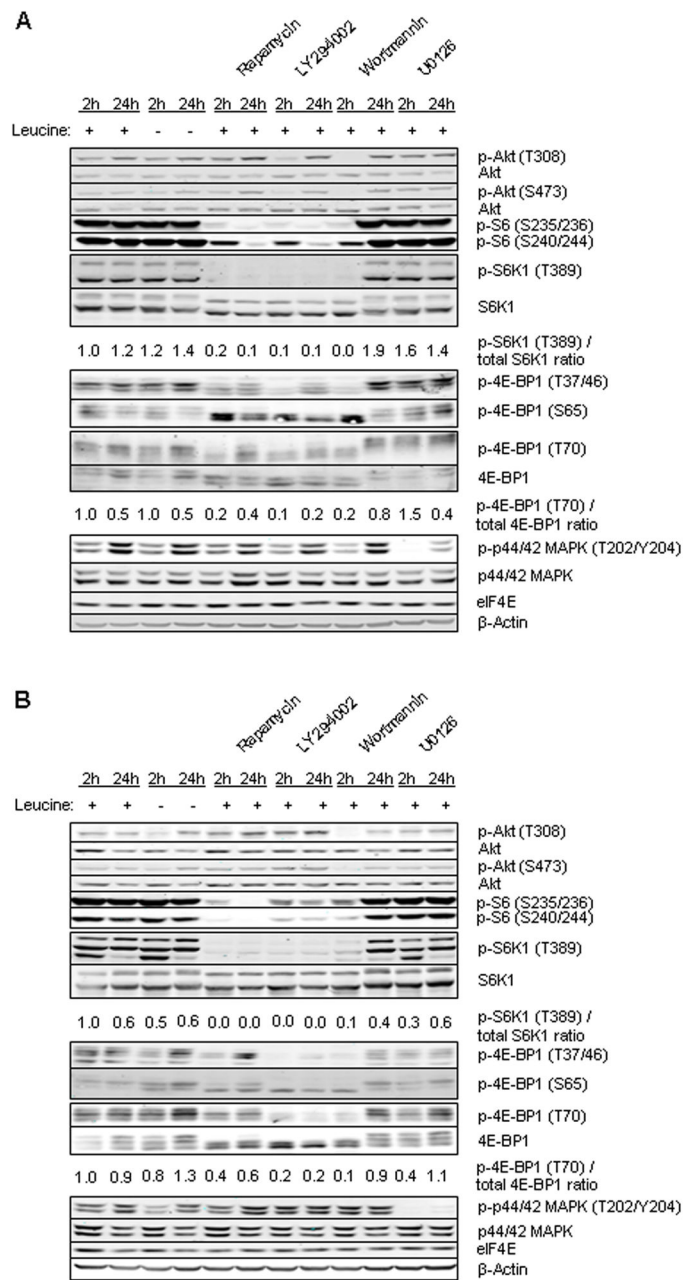 A
Rapamycin LY294002 Wortmannin U0126
2h 24h 2h 24h 2h 24h 2h 24h 2h 24h 2h 24h
Leucine: + + - - + + + + + + + +
p-Akt (T308)
Akt
p-Akt (S473)
Akt
p-S6 (S235/236)
p-S6 (S240/244)
p-S6K1 (T389)
S6K1
1.0 1.2 1.2 1.4 0.2 0.1 0.1 0.1 0.0 1.9 1.6 1.4 p-S6K1 (T389) /
total S6K1 ratio
p-4E-BP1 (T37/46)
p-4E-BP1 (S65)
p-4E-BP1 (T70)
4E-BP1
1.0 0.5 1.0 0.5 0.2 0.4 0.1 0.2 0.2 0.8 1.5 0.4 p-4E-BP1 (T70) /
total 4E-BP1 ratio
p-p44/42 MAPK (T202/Y204)
p44/42 MAPK
eIF4E
β-Actin
B
Rapamycin LY294002 Wortmannin U0126
2h 24h 2h 24h 2h 24h 2h 24h 2h 24h 2h 24h
Leucine: + + - - + + + + + + + +
p-Akt (T308)
Akt
p-Akt (S473)
Akt
p-S6 (S235/236)
p-S6 (S240/244)
p-S6K1 (T389)
S6K1
1.0 0.6 0.5 0.6 0.0 0.0 0.0 0.0 0.1 0.4 0.3 0.6 p-S6K1 (T389) /
total S6K1 ratio
p-4E-BP1 (T37/46)
p-4E-BP1 (S65)
p-4E-BP1 (T70)
4E-BP1
1.0 0.9 0.8 1.3 0.4 0.6 0.2 0.2 0.1 0.9 0.4 1.1 p-4E-BP1 (T70) /
total 4E-BP1 ratio
p-p44/42 MAPK (T202/Y204)
p44/42 MAPK
eIF4E
β-Actin